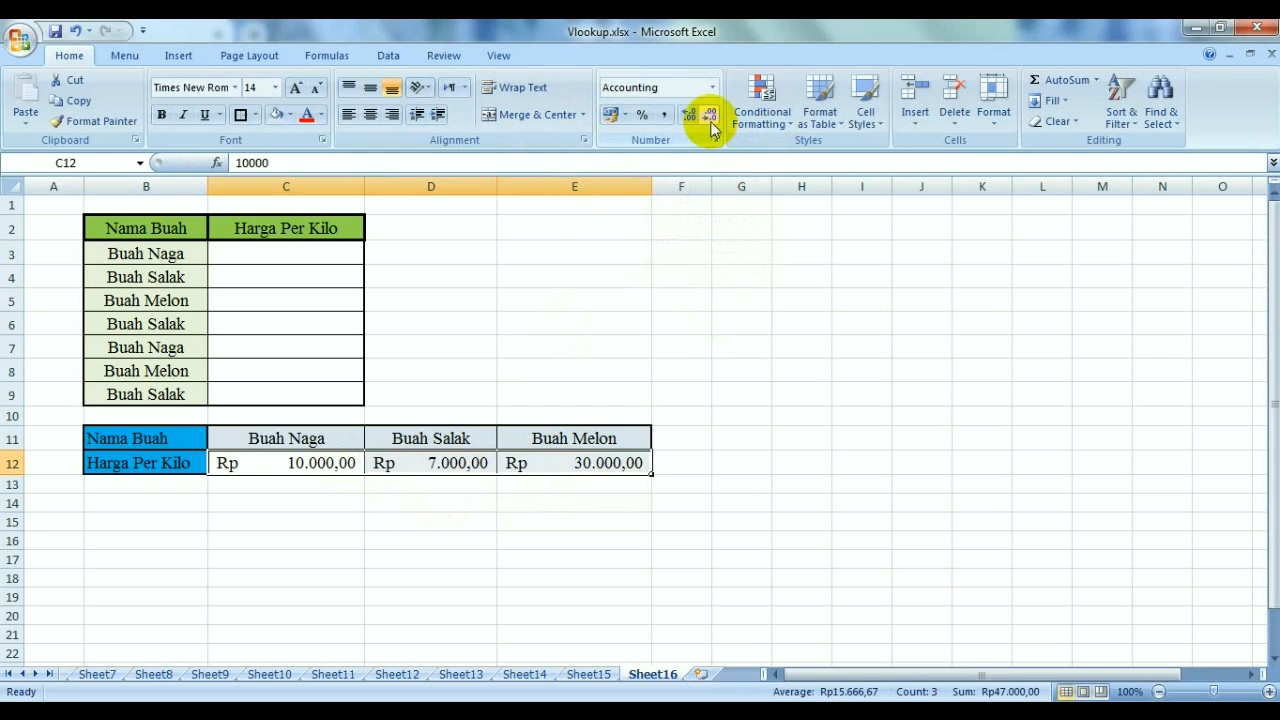 Vlookup.xlsx - Microsoft Excel
Home Menu Insert Page Layout Formulas Data Review View
Paste Cut Copy Format Painter
Times New Rom 14
B I U A
Wrap Text
Merge & Center
Accounting
%
Conditional Formatting Format as Table Cell Styles
Insert Delete Format
Σ AutoSum Fill Clear
Sort & Filter Find & Select
Clipboard Font Alignment Number Styles Cells Editing
C12 fx 10000
A B C D E F G H I J K L M N O
1
2 Nama Buah Harga Per Kilo
3 Buah Naga
4 Buah Salak
5 Buah Melon
6 Buah Salak
7 Buah Naga
8 Buah Melon
9 Buah Salak
10
11 Nama Buah Buah Naga Buah Salak Buah Melon
12 Harga Per Kilo Rp 10.000,00 Rp 7.000,00 Rp 30.000,00
13
14
15
16
17
18
19
20
21
22
Sheet7 Sheet8 Sheet9 Sheet10 Sheet11 Sheet12 Sheet13 Sheet14 Sheet15 Sheet16
Ready Average: Rp15.666,67 Count: 3 Sum: Rp47.000,00 100%